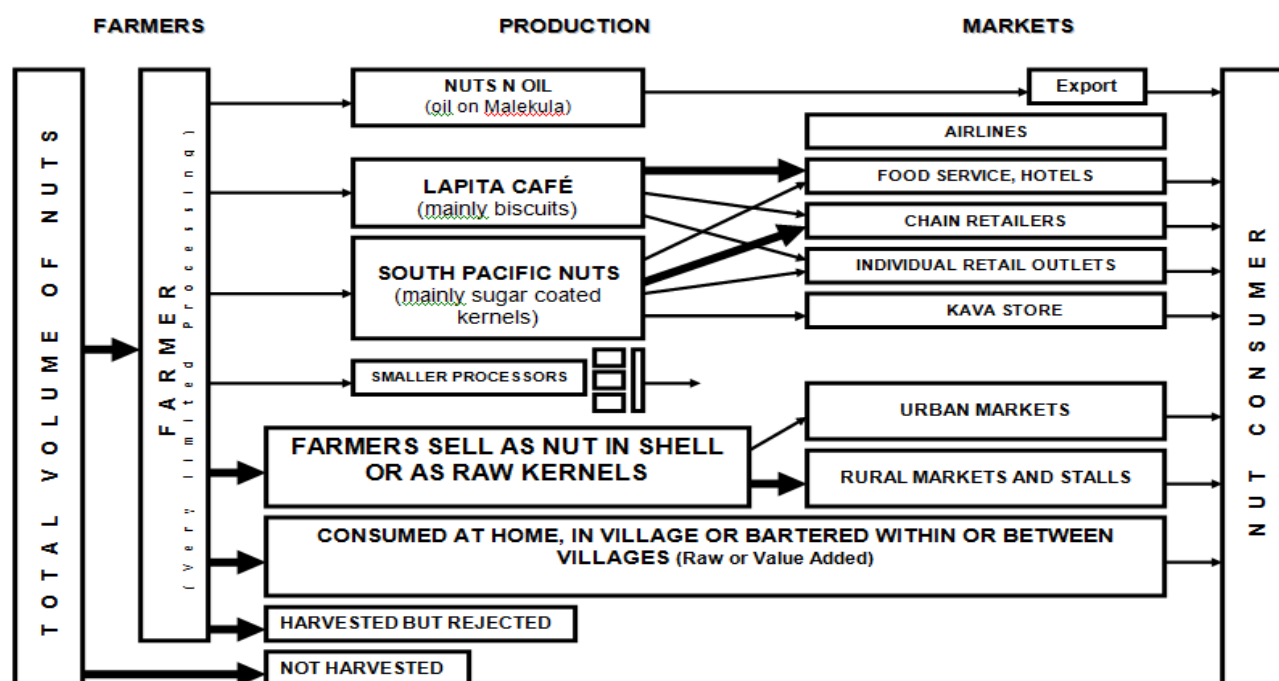 FARMERS
PRODUCTION
MARKETS
TOTAL VOLUME OF NUTS
FARMER
(Very limited processing)
NUTS N OIL
(oil on Malekula)
LAPITA CAFÉ
(mainly biscuits)
SOUTH PACIFIC NUTS
(mainly sugar coated
kernels)
SMALLER PROCESSORS
FARMERS SELL AS NUT IN SHELL
OR AS RAW KERNELS
CONSUMED AT HOME, IN VILLAGE OR BARTERED WITHIN OR BETWEEN
VILLAGES (Raw or Value Added)
HARVESTED BUT REJECTED
NOT HARVESTED
Export
AIRLINES
FOOD SERVICE, HOTELS
CHAIN RETAILERS
INDIVIDUAL RETAIL OUTLETS
KAVA STORE
URBAN MARKETS
RURAL MARKETS AND STALLS
NUT CONSUMER